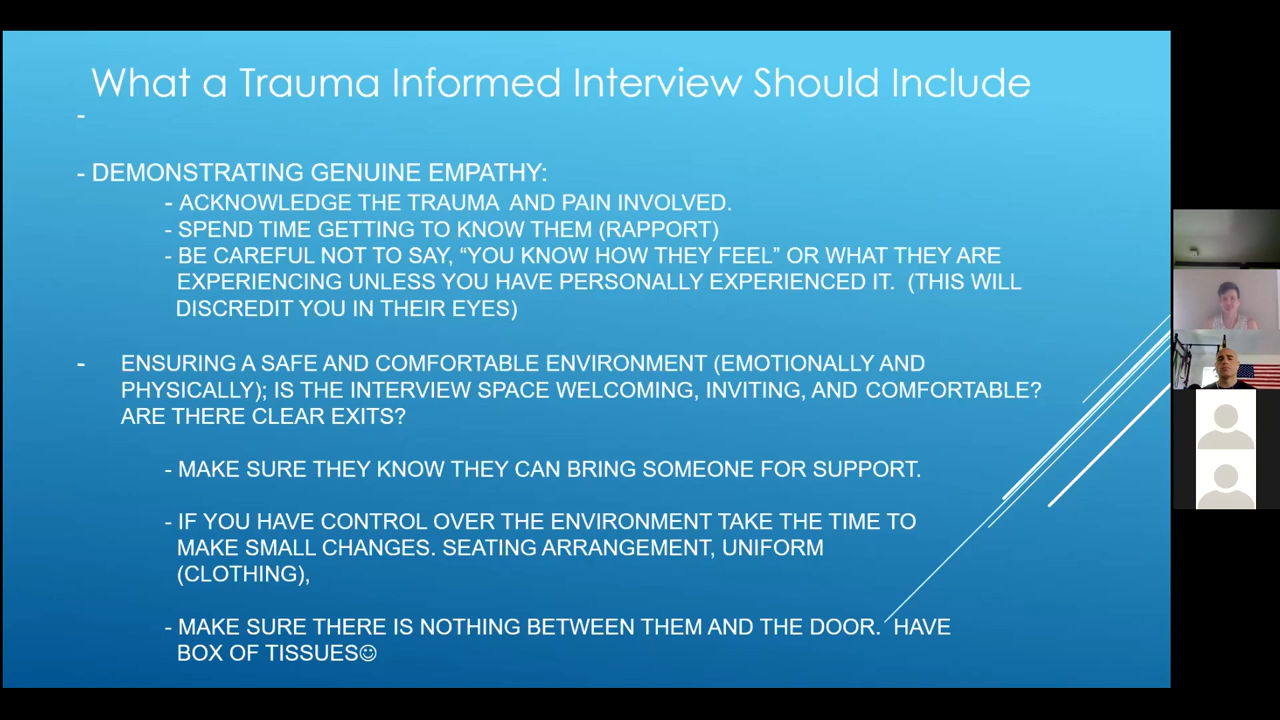 What a Trauma Informed Interview Should Include
-
- DEMONSTRATING GENUINE EMPATHY:
- ACKNOWLEDGE THE TRAUMA AND PAIN INVOLVED.
- SPEND TIME GETTING TO KNOW THEM (RAPPORT)
- BE CAREFUL NOT TO SAY, “YOU KNOW HOW THEY FEEL” OR WHAT THEY ARE
EXPERIENCING UNLESS YOU HAVE PERSONALLY EXPERIENCED IT. (THIS WILL
DISCREDIT YOU IN THEIR EYES)
- ENSURING A SAFE AND COMFORTABLE ENVIRONMENT (EMOTIONALLY AND
PHYSICALLY); IS THE INTERVIEW SPACE WELCOMING, INVITING, AND COMFORTABLE?
ARE THERE CLEAR EXITS?
- MAKE SURE THEY KNOW THEY CAN BRING SOMEONE FOR SUPPORT.
- IF YOU HAVE CONTROL OVER THE ENVIRONMENT TAKE THE TIME TO
MAKE SMALL CHANGES. SEATING ARRANGEMENT, UNIFORM
(CLOTHING),
- MAKE SURE THERE IS NOTHING BETWEEN THEM AND THE DOOR. HAVE
BOX OF TISSUES☺